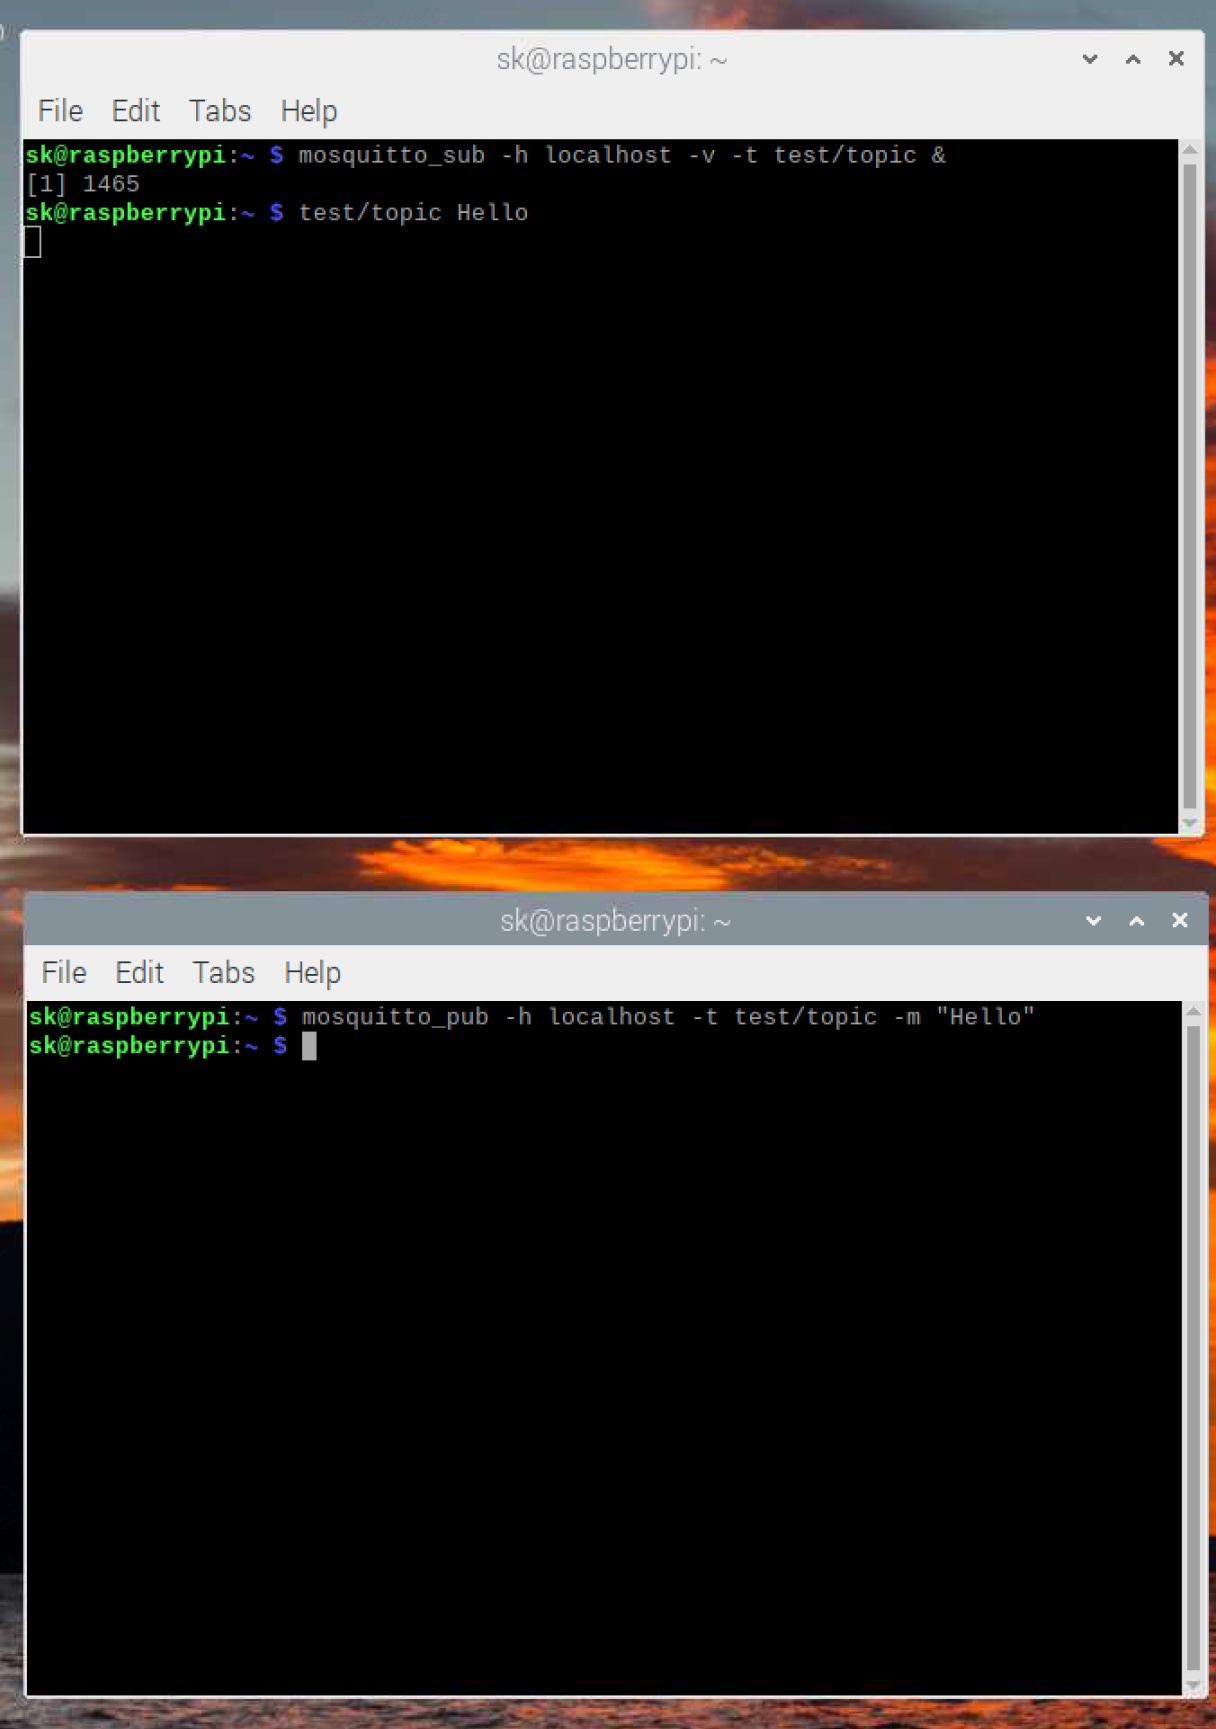 sk@raspberrypi: ~
File Edit Tabs Help
sk@raspberrypi:~ $ mosquitto_sub -h localhost -v -t test/topic &
[1] 1465
sk@raspberrypi:~ $ test/topic Hello
sk@raspberrypi: ~
File Edit Tabs Help
sk@raspberrypi:~ $ mosquitto_pub -h localhost -t test/topic -m "Hello"
sk@raspberrypi:~ $